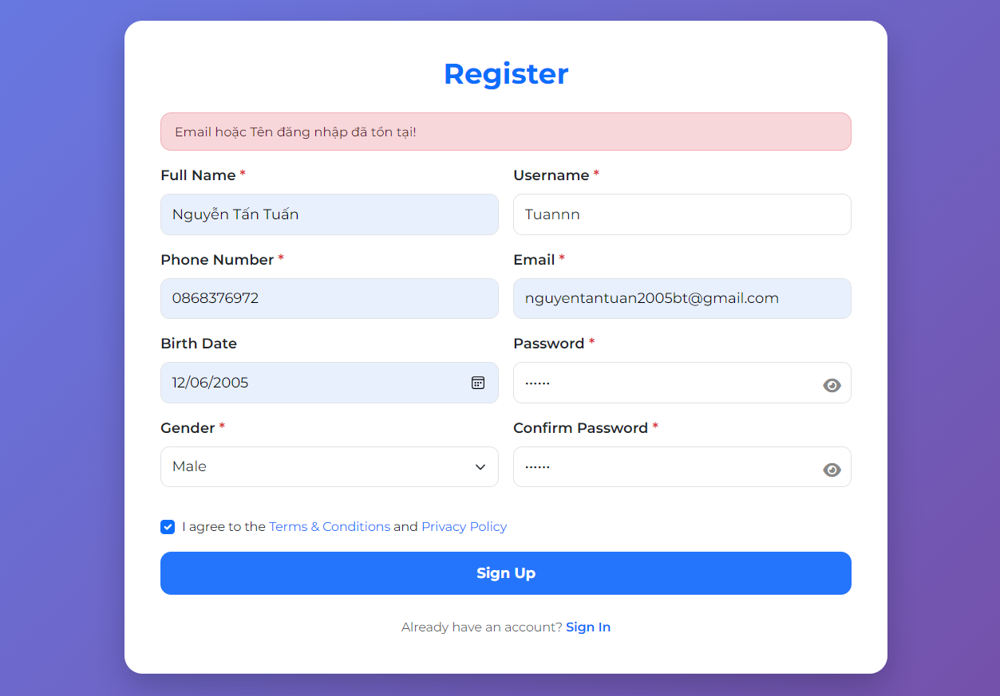 Register
Email hoặc Tên đăng nhập đã tồn tại!
Full Name *
Username *
Nguyễn Tấn Tuấn
Tuannn
Phone Number *
Email *
0868376972
nguyentantuan2005bt@gmail.com
Birth Date
Password *
12/06/2005
••••••
Gender *
Confirm Password *
Male
••••••
I agree to the Terms & Conditions and Privacy Policy
Sign Up
Already have an account? Sign In